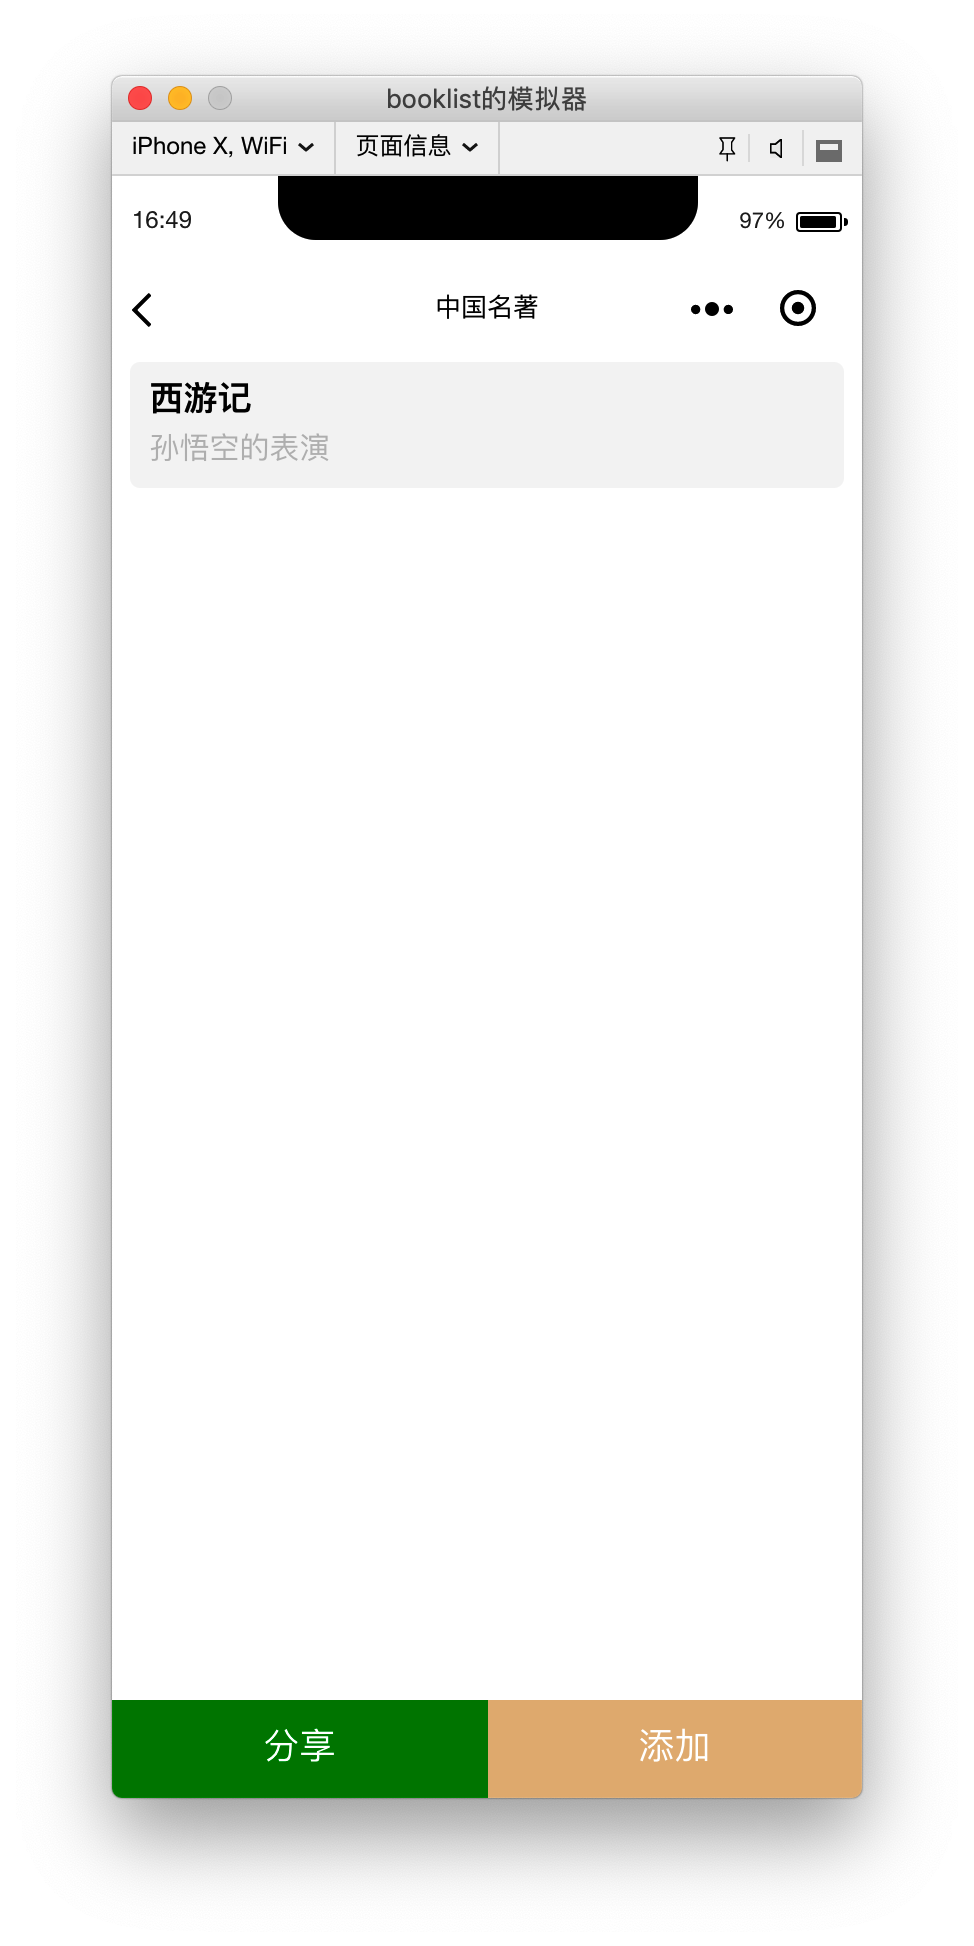 booklist的模拟器
iPhone X, WiFi 页面信息
16:49 97%
中国名著
西游记
孙悟空的表演
分享 添加